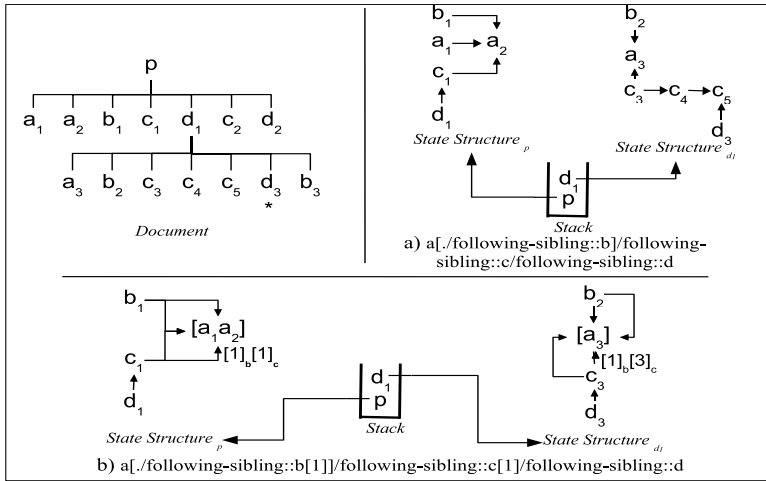 p
a1 a2 b1 c1 d1 c2 d2
a3 b2 c3 c4 c5 d3 b3
*
Document
b1
a1 a2
c1
d1
State Structure p
b2
a3
c3 c4 c5
d3
State Structure d1
d1
p
Stack
a) a[./following-sibling::b]/following-
sibling::c/following-sibling::d
b1
[a1a2]
c1 [1]b[1]c
d1
State Structure p
d1
p
Stack
b2
[a3]
[1]b[3]c
c3
d3
State Structure d1
b) a[./following-sibling::b[1]]/following-sibling::c[1]/following-sibling::d